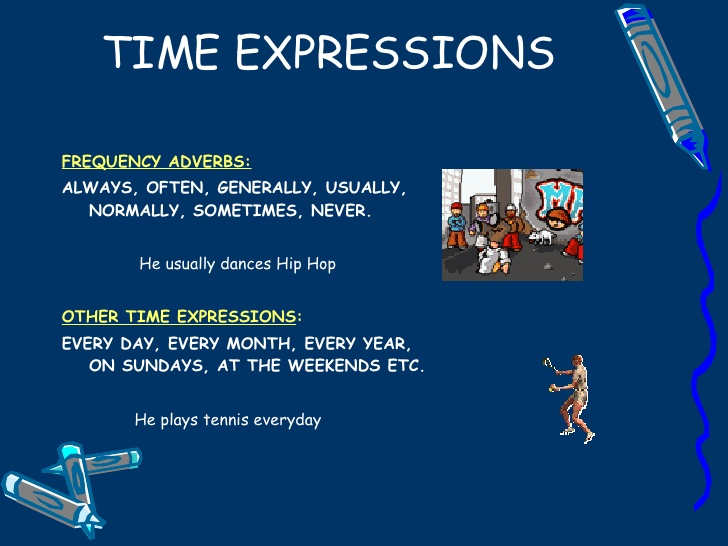 TIME EXPRESSIONS
FREQUENCY ADVERBS:
ALWAYS, OFTEN, GENERALLY, USUALLY,
NORMALLY, SOMETIMES, NEVER.
He usually dances Hip Hop
OTHER TIME EXPRESSIONS:
EVERY DAY, EVERY MONTH, EVERY YEAR,
ON SUNDAYS, AT THE WEEKENDS ETC.
He plays tennis everyday